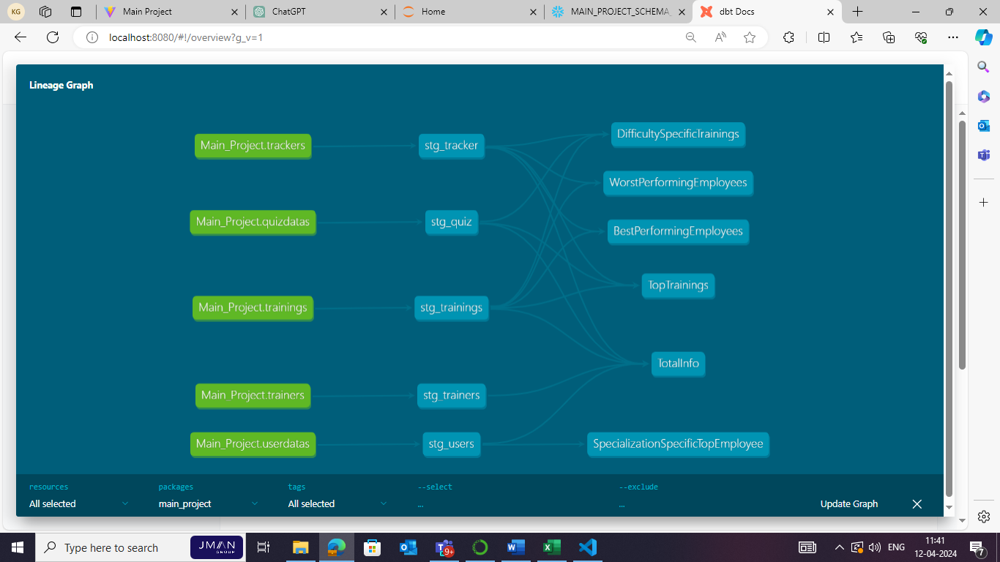 KG
Main Project
ChatGPT
Home
MAIN_PROJECT_SCHEMA_
dbt Docs
localhost:8080/#!/overview?g_v=1
Lineage Graph
Main_Project.trackers
stg_tracker
DifficultySpecificTrainings
WorstPerformingEmployees
Main_Project.quizdatas
stg_quiz
BestPerformingEmployees
TopTrainings
Main_Project.trainings
stg_trainings
TotalInfo
Main_Project.trainers
stg_trainers
Main_Project.userdatas
stg_users
SpecializationSpecificTopEmployee
resources
packages
tags
--select
--exclude
All selected
main_project
All selected
...
...
Update Graph
Type here to search
JMAN
GROUP
9+
ENG
11:41
12-04-2024
7